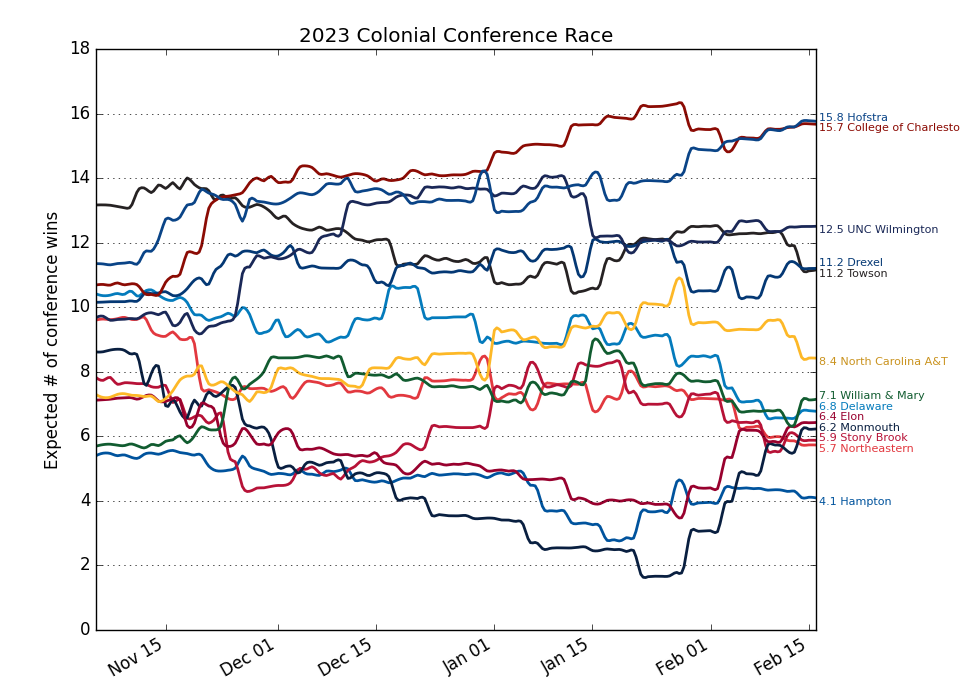 2023 Colonial Conference Race
Expected # of conference wins
18
16
14
12
10
8
6
4
2
0
15.8 Hofstra
15.7 College of Charlesto
12.5 UNC Wilmington
11.2 Drexel
11.2 Towson
8.4 North Carolina A&T
7.1 William & Mary
6.8 Delaware
6.4 Elon
6.2 Monmouth
5.9 Stony Brook
5.7 Northeastern
4.1 Hampton
Nov 15
Dec 01
Dec 15
Jan 01
Jan 15
Feb 01
Feb 15